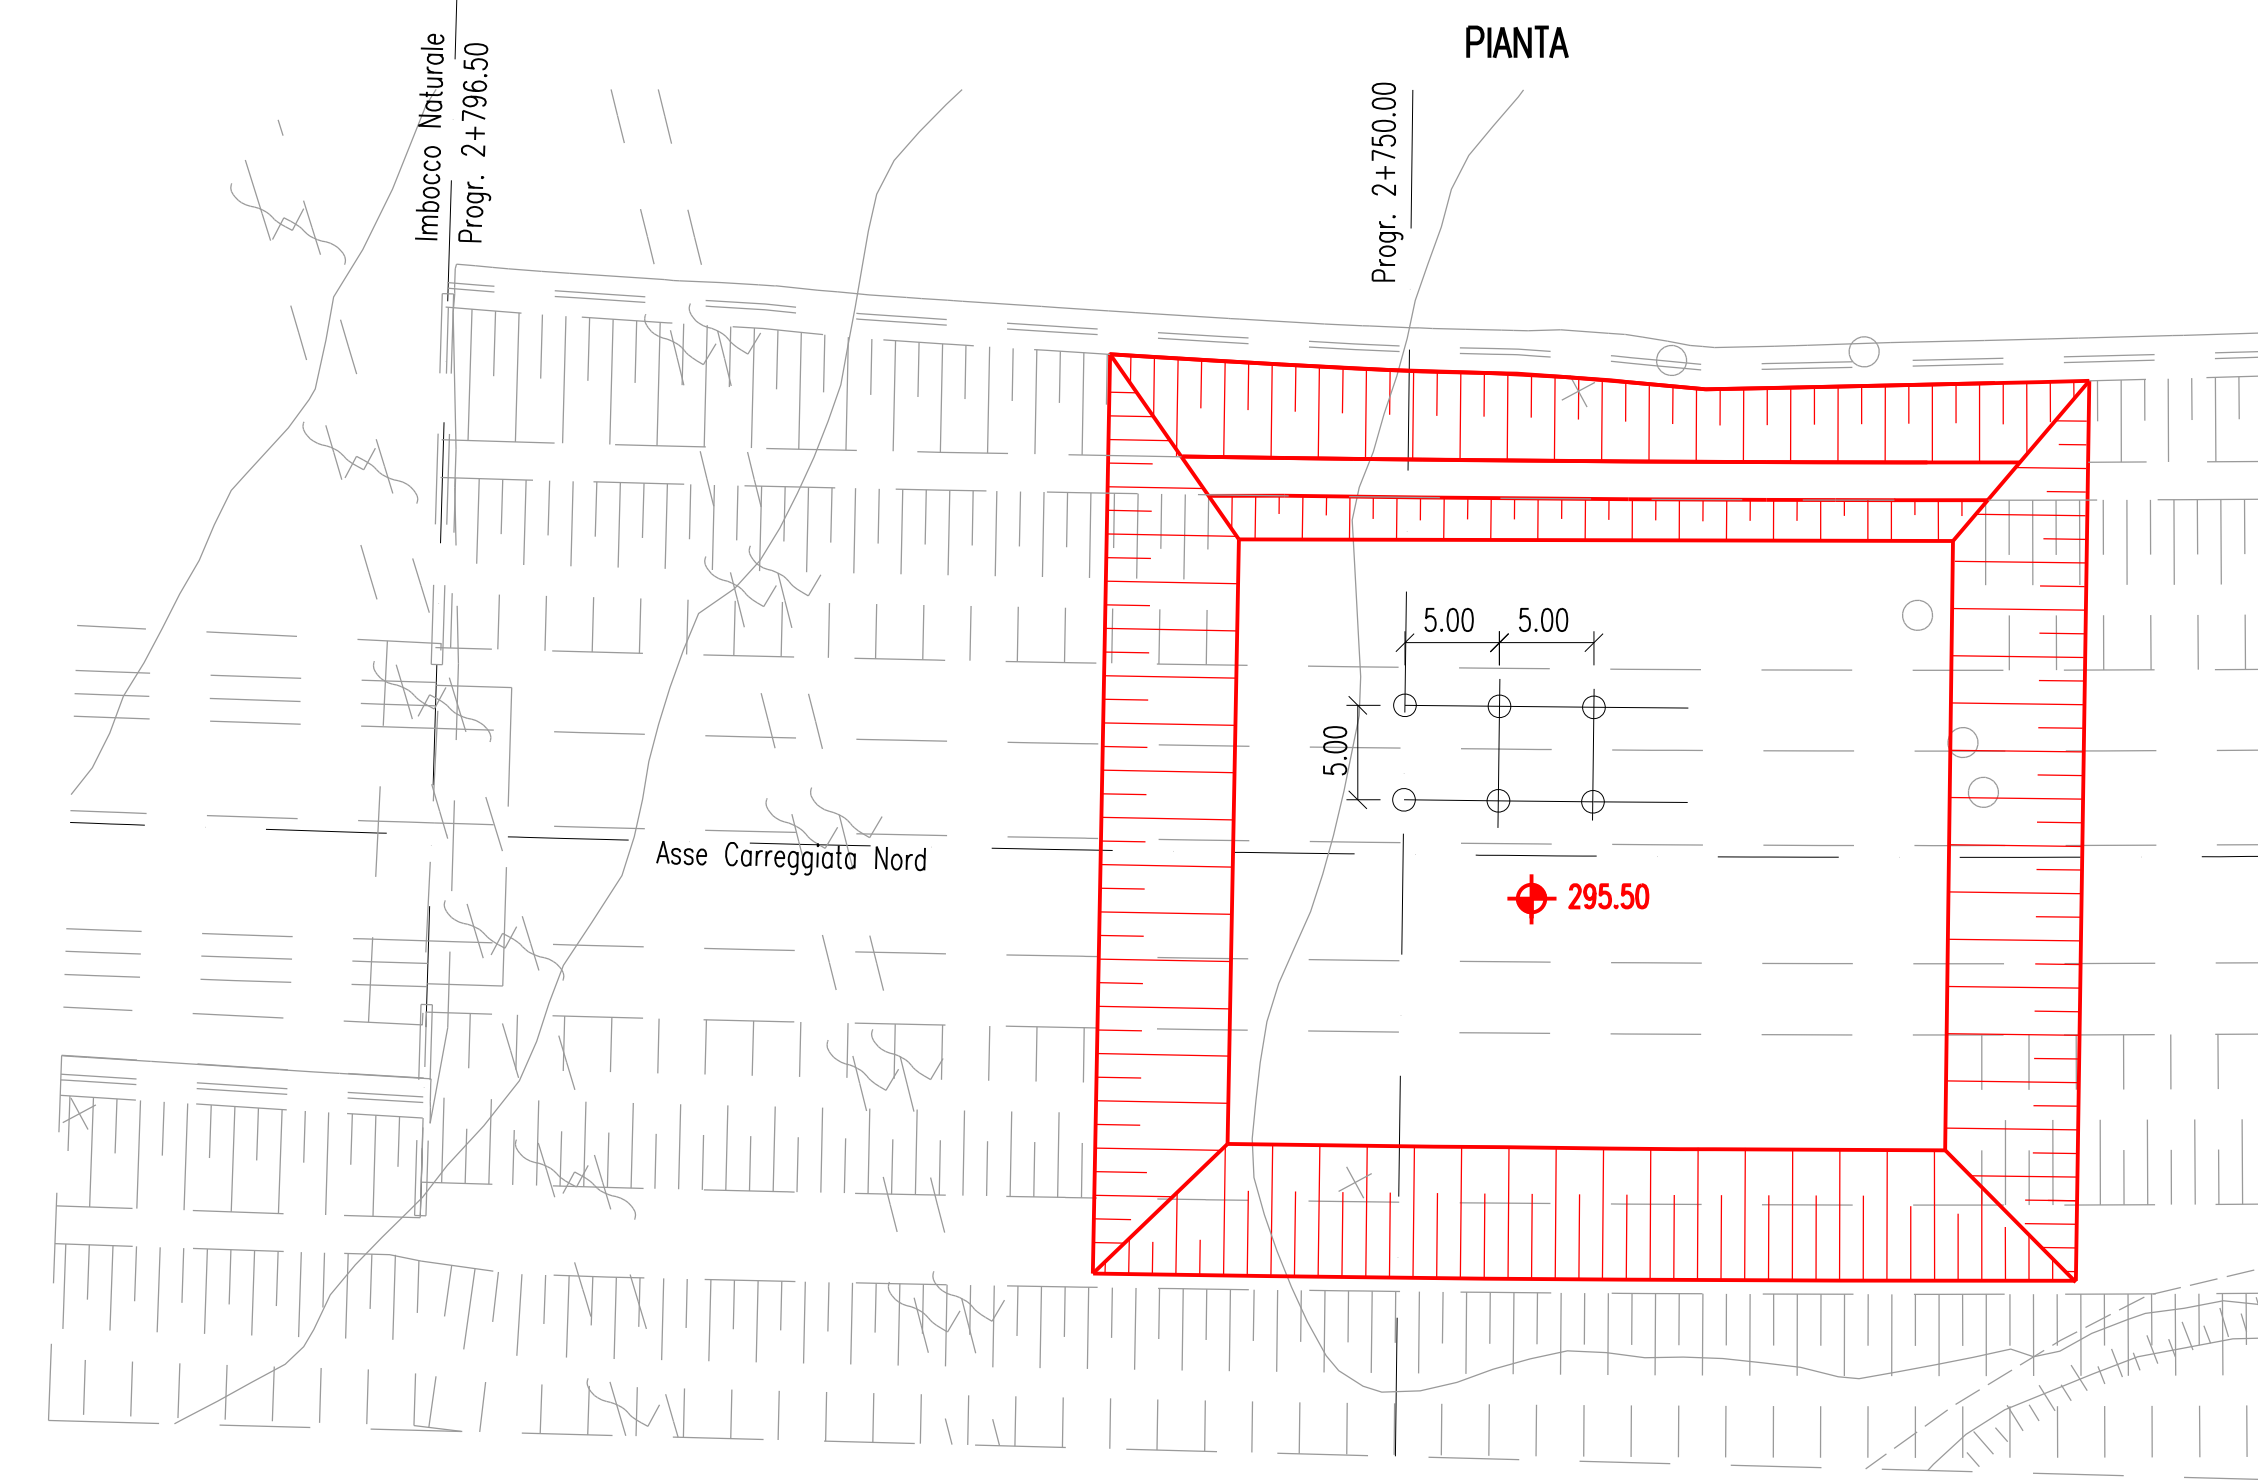 PIANTA
Imbocco Naturale
Progr. 2+796.50
Progr. 2+750.00
5.00 5.00
5.00
Asse Carreggiata Nord
295.50